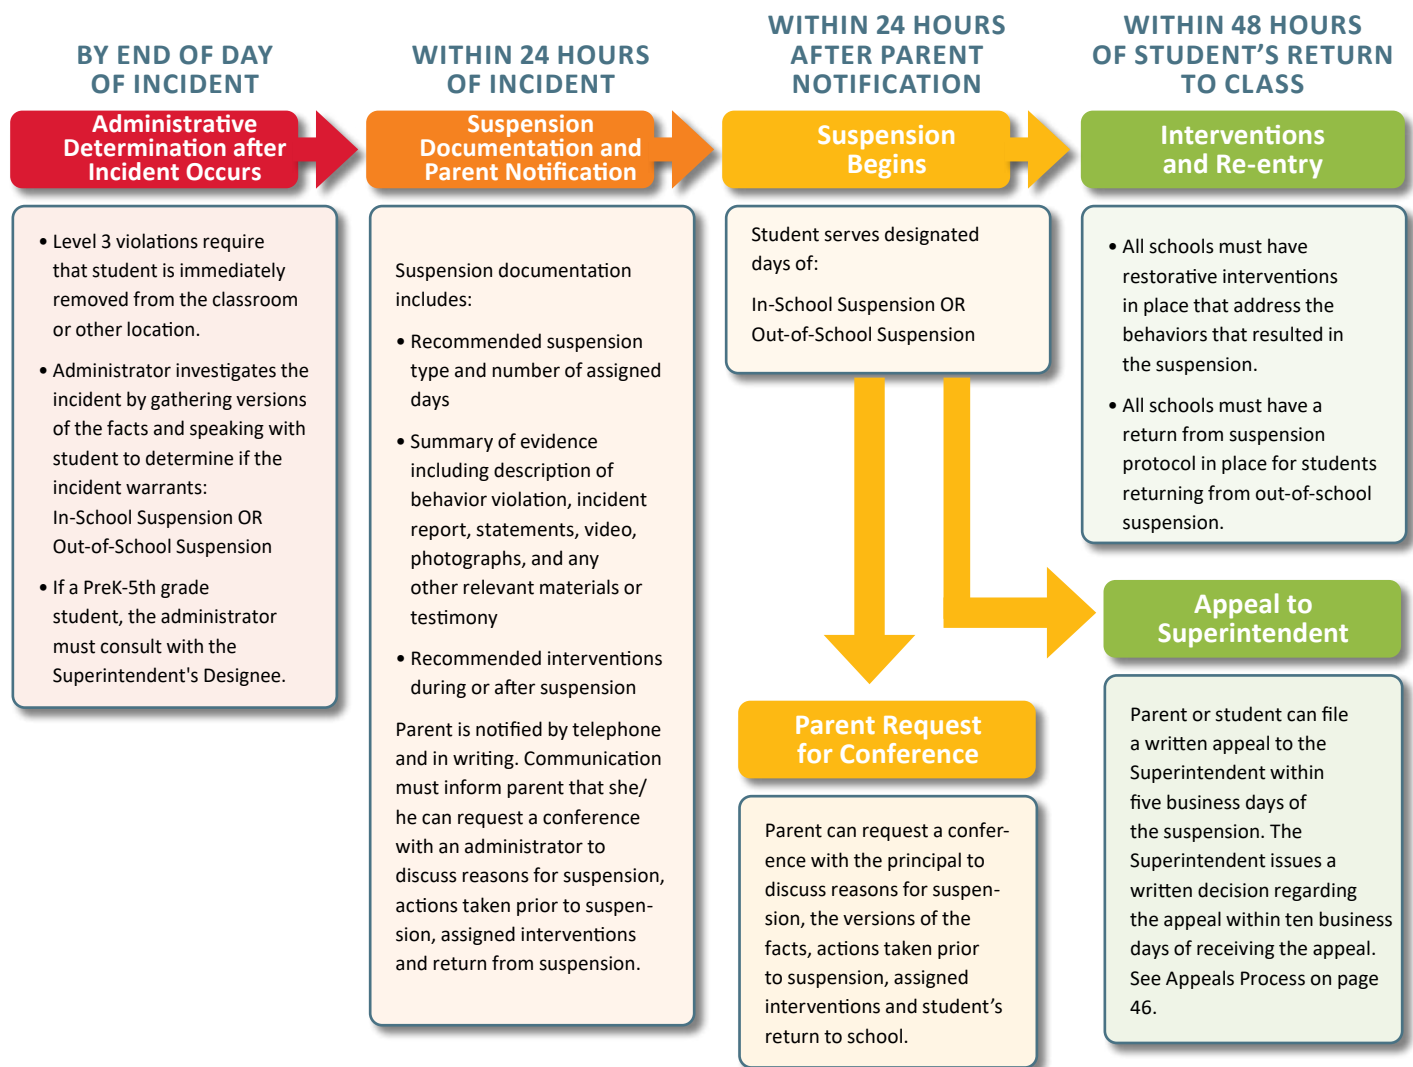 BY END OF DAY
OF INCIDENT
Administrative
Determination after
Incident Occurs
• Level 3 violations require
that student is immediately
removed from the classroom
or other location.
• Administrator investigates the
incident by gathering versions
of the facts and speaking with
student to determine if the
incident warrants:
In-School Suspension OR
Out-of-School Suspension
• If a PreK-5th grade
student, the administrator
must consult with the
Superintendent's Designee.
WITHIN 24 HOURS
OF INCIDENT
Suspension
Documentation and
Parent Notification
Suspension documentation
includes:
• Recommended suspension
type and number of assigned
days
• Summary of evidence
including description of
behavior violation, incident
report, statements, video,
photographs, and any
other relevant materials or
testimony
• Recommended interventions
during or after suspension
Parent is notified by telephone
and in writing. Communication
must inform parent that she/
he can request a conference
with an administrator to
discuss reasons for suspension,
actions taken prior to suspen-
sion, assigned interventions
and return from suspension.
WITHIN 24 HOURS
AFTER PARENT
NOTIFICATION
Suspension
Begins
Student serves designated
days of:
In-School Suspension OR
Out-of-School Suspension
Parent Request
for Conference
Parent can request a confer-
ence with the principal to
discuss reasons for suspen-
sion, the versions of the
facts, actions taken prior
to suspension, assigned
interventions and student’s
return to school.
WITHIN 48 HOURS
OF STUDENT’S RETURN
TO CLASS
Interventions
and Re-entry
• All schools must have
restorative interventions
in place that address the
behaviors that resulted in
the suspension.
• All schools must have a
return from suspension
protocol in place for students
returning from out-of-school
suspension.
Appeal to
Superintendent
Parent or student can file
a written appeal to the
Superintendent within
five business days of
the suspension. The
Superintendent issues a
written decision regarding
the appeal within ten business
days of receiving the appeal.
See Appeals Process on page
46.